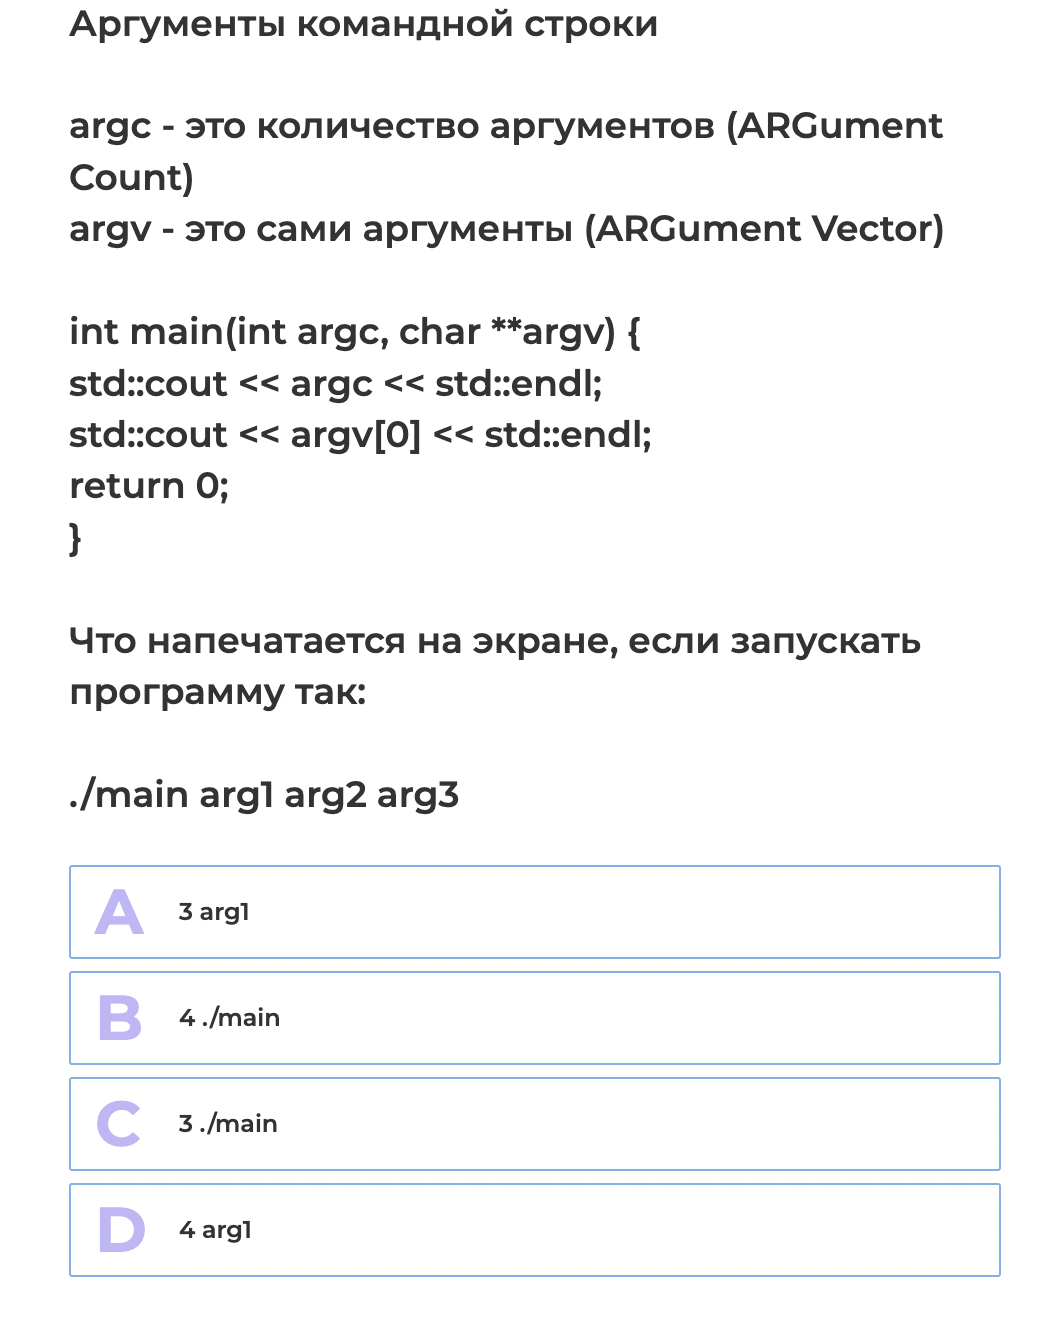 Аргументы командной строки
argc - это количество аргументов (ARGument
Count)
argv - это сами аргументы (ARGument Vector)
int main(int argc, char **argv) {
std::cout << argc << std::endl;
std::cout << argv[0] << std::endl;
return 0;
}
Что напечатается на экране, если запускать
программу так:
./main arg1 arg2 arg3
A 3 arg1
B 4 ./main
C 3 ./main
D 4 arg1